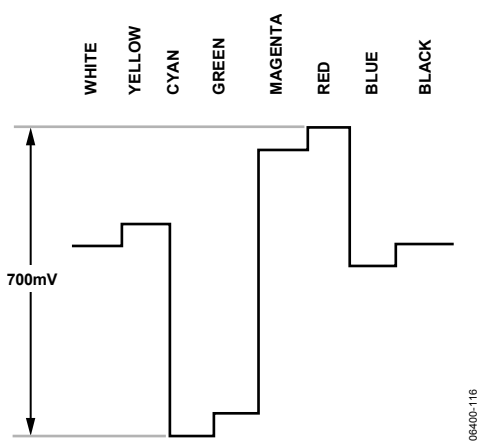 WHITE
YELLOW
CYAN
GREEN
MAGENTA
RED
BLUE
BLACK
700mV
06400-116